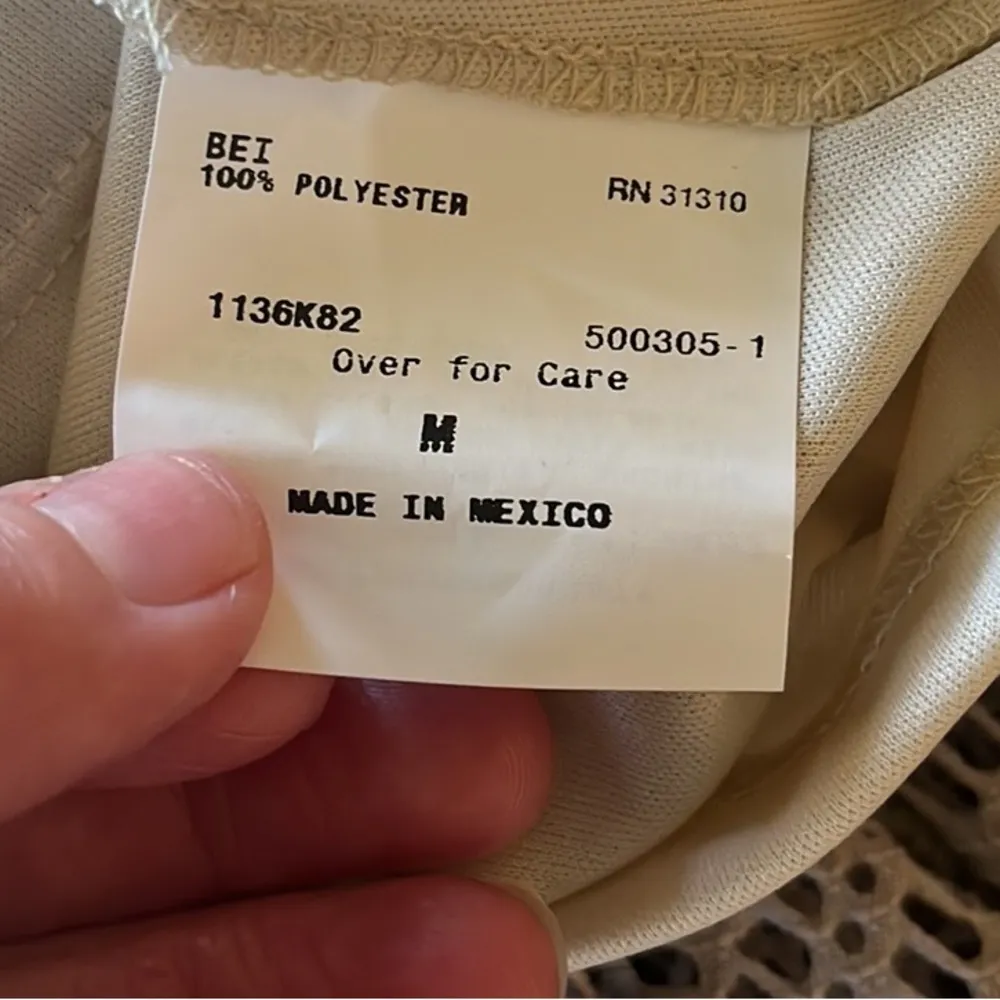 BEI
100% POLYESTER
RN 31310
1136K82
500305-1
Over for Care
M
MADE IN MEXICO